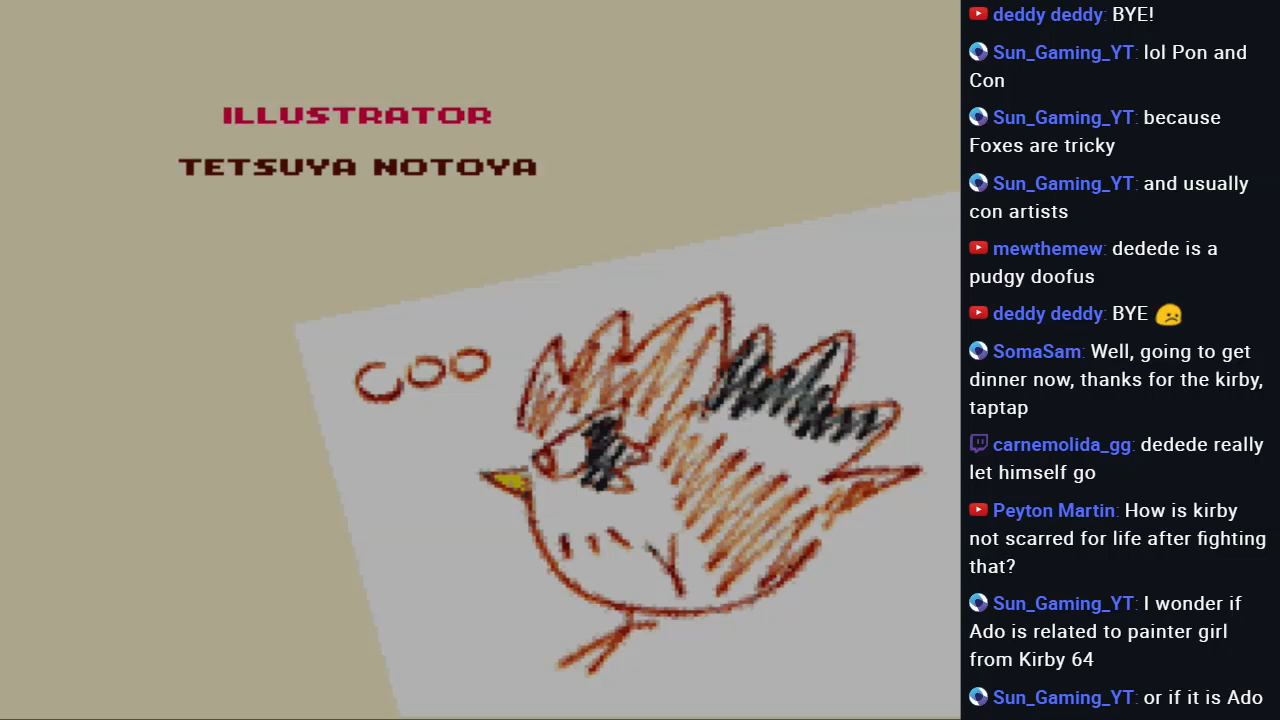 ILLUSTRATOR
TETSUYA NOTOYA
COO
deddy deddy: BYE!
Sun_Gaming_YT: lol Pon and
Con
Sun_Gaming_YT: because
Foxes are tricky
Sun_Gaming_YT: and usually
con artists
mewthemew: dedede is a
pudgy doofus
deddy deddy: BYE 😞
SomaSam: Well, going to get
dinner now, thanks for the kirby,
taptap
carnemolida_gg: dedede really
let himself go
Peyton Martin: How is kirby
not scarred for life after fighting
that?
Sun_Gaming_YT: I wonder if
Ado is related to painter girl
from Kirby 64
Sun_Gaming_YT: or if it is Ado